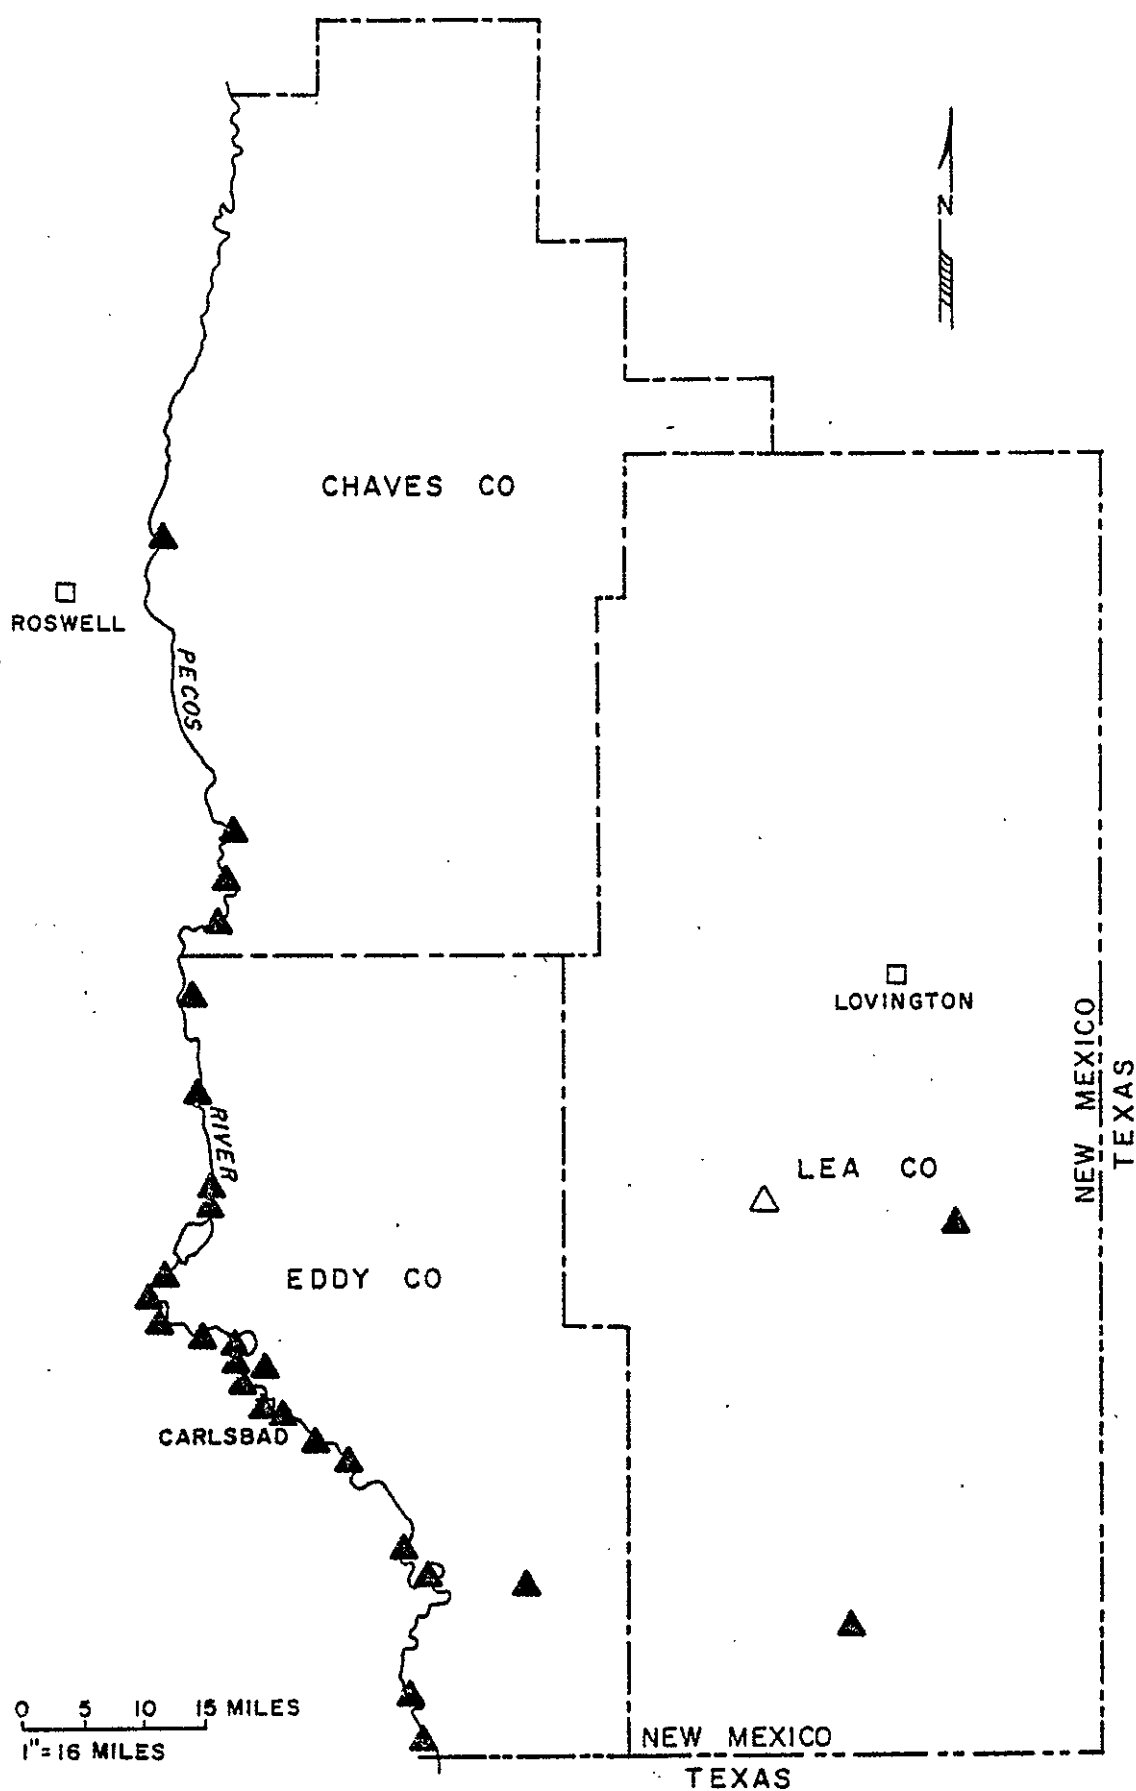 N
CHAVES CO
ROSWELL
PECOS
LOVINGTON
NEW MEXICO
TEXAS
RIVER
LEA CO
EDDY CO
CARLSBAD
0 5 10 15 MILES
1"=16 MILES
NEW MEXICO
TEXAS